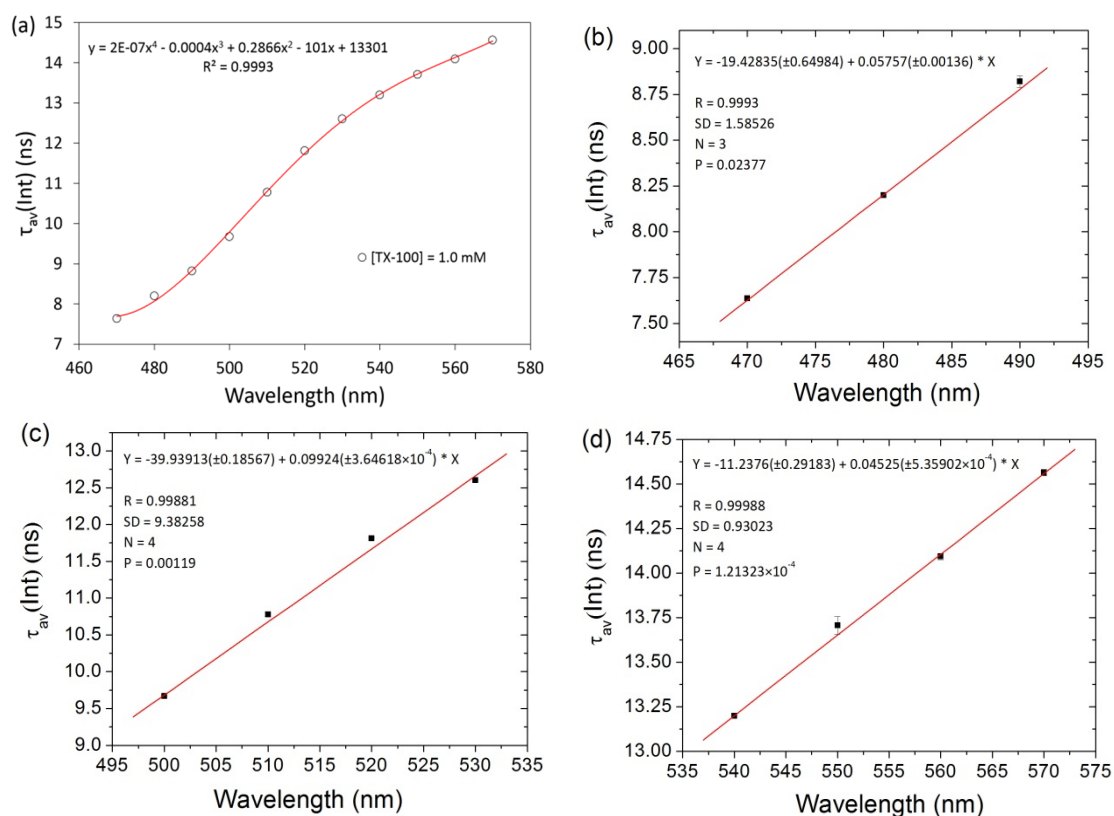 (a)
y = 2E-07x⁴ - 0.0004x³ + 0.2866x² - 101x + 13301
R² = 0.9993
15
14
13
12
11
10
9
8
7
τav(Int) (ns)
[TX-100] = 1.0 mM
460 480 500 520 540 560 580
Wavelength (nm)
(b)
Y = -19.42835(±0.64984) + 0.05757(±0.00136) * X
R = 0.9993
SD = 1.58526
N = 3
P = 0.02377
9.00
8.75
8.50
8.25
8.00
7.75
7.50
τav(Int) (ns)
465 470 475 480 485 490 495
Wavelength (nm)
(c)
Y = -39.93913(±0.18567) + 0.09924(±3.64618×10⁻⁴) * X
R = 0.99881
SD = 9.38258
N = 4
P = 0.00119
13.0
12.5
12.0
11.5
11.0
10.5
10.0
9.5
9.0
τav(Int) (ns)
495 500 505 510 515 520 525 530 535
Wavelength (nm)
(d)
Y = -11.2376(±0.29183) + 0.04525(±5.35902×10⁻⁴) * X
R = 0.99988
SD = 0.93023
N = 4
P = 1.21323×10⁻⁴
14.75
14.50
14.25
14.00
13.75
13.50
13.25
13.00
τav(Int) (ns)
535 540 545 550 555 560 565 570 575
Wavelength (nm)